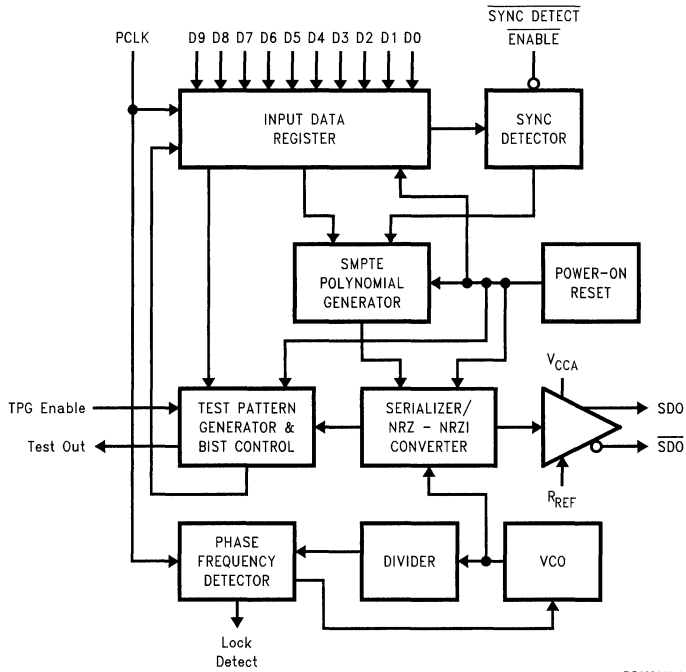 SYNC DETECT
PCLK D9 D8 D7 D6 D5 D4 D3 D2 D1 D0 ENABLE
INPUT DATA
REGISTER
SYNC
DETECTOR
SMPTE
POLYNOMIAL
GENERATOR
POWER-ON
RESET
VCCA
TPG Enable
Test Out
TEST PATTERN
GENERATOR &
BIST CONTROL
SERIALIZER/
NRZ - NRZI
CONVERTER
SDO
SDO
RREF
PHASE
FREQUENCY
DETECTOR
DIVIDER
VCO
Lock
Detect